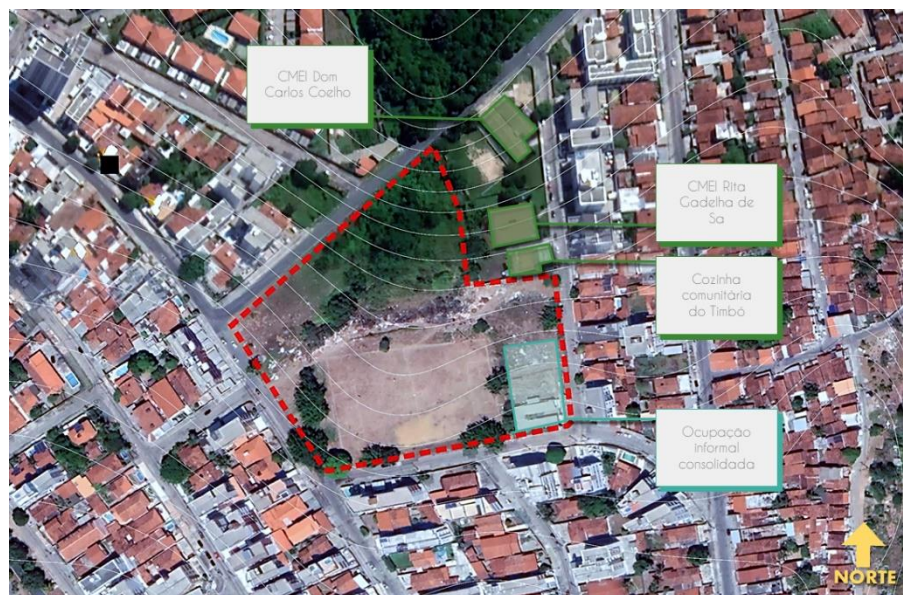 CMEI Dom
Carlos Coelho
CMEI Rita
Gadelha de
Sa
Cozinha
comunitária
do Timbó
Ocupação
informal
consolidada
NORTE